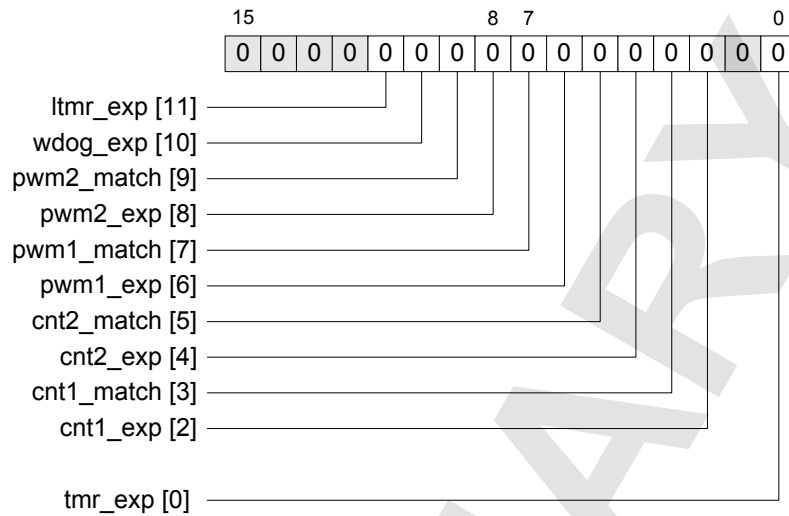 15 8 7 0
0 0 0 0 0 0 0 0 0 0 0 0 0 0 0 0
ltmr_exp [11]
wdog_exp [10]
pwm2_match [9]
pwm2_exp [8]
pwm1_match [7]
pwm1_exp [6]
cnt2_match [5]
cnt2_exp [4]
cnt1_match [3]
cnt1_exp [2]
tmr_exp [0]
ARY